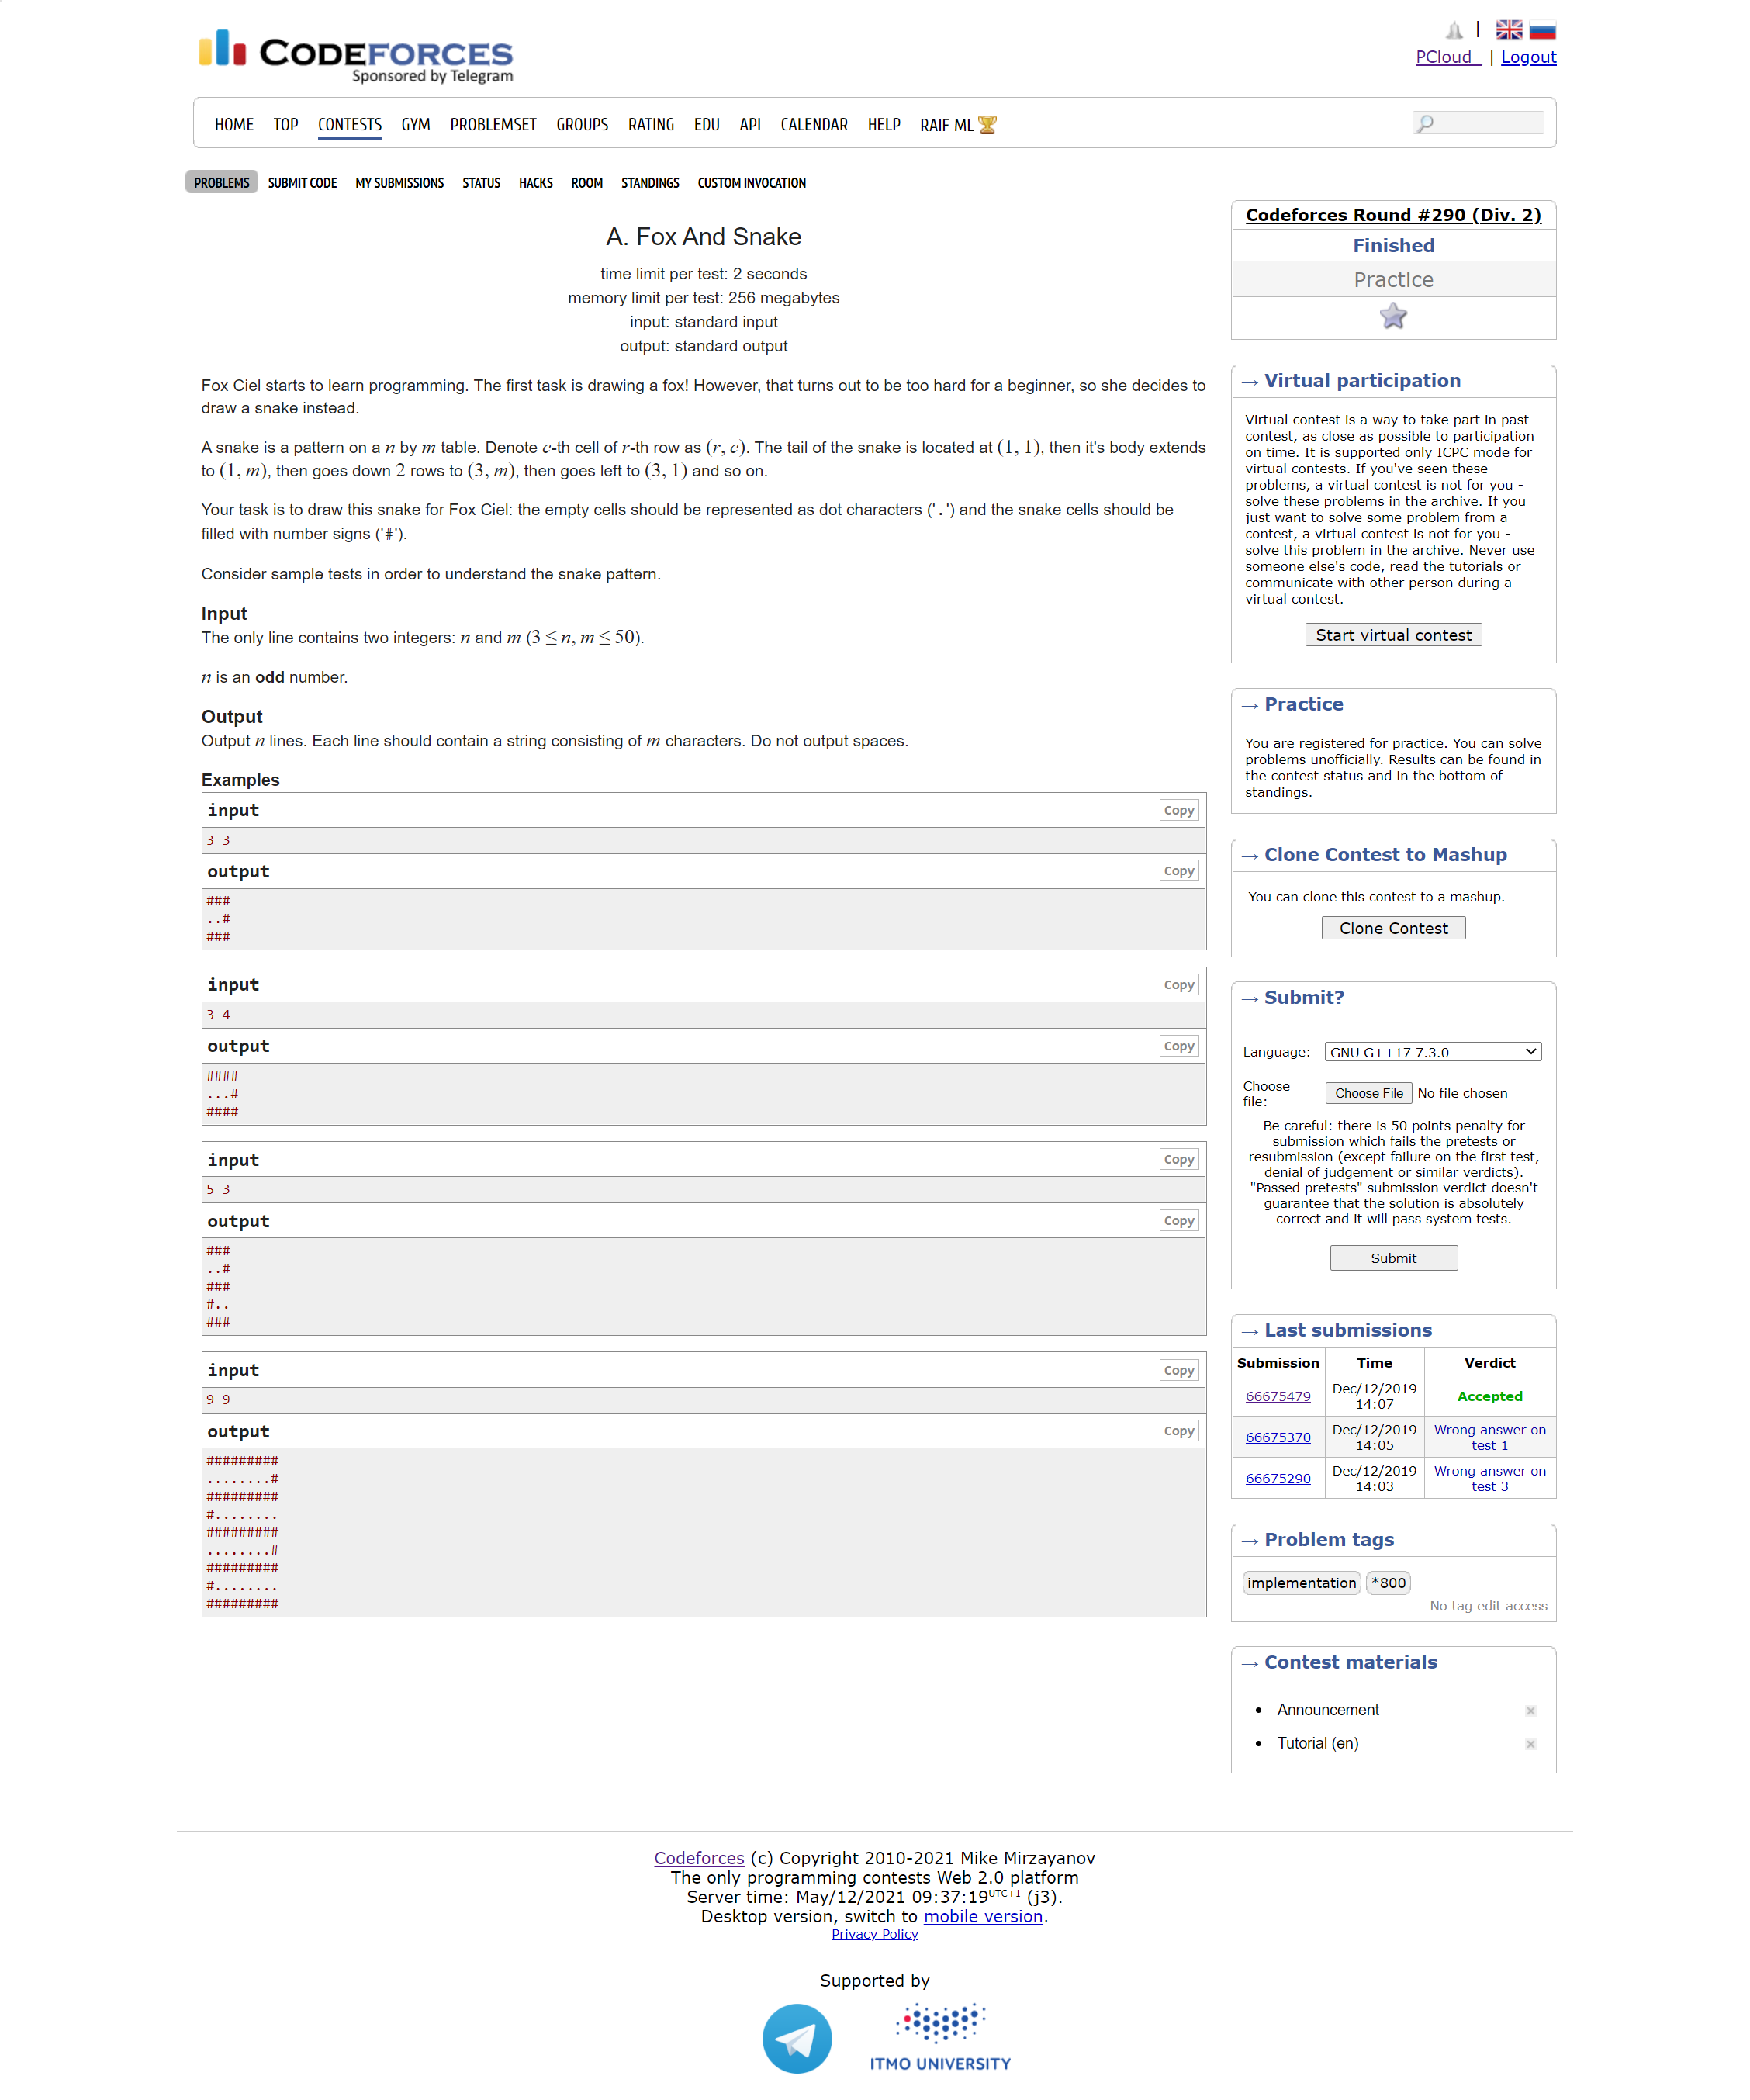 CODEFORCES
Sponsored by Telegram
|
PCloud | Logout
HOME TOP CONTESTS GYM PROBLEMSET GROUPS RATING EDU API CALENDAR HELP RAIF ML
PROBLEMS SUBMIT CODE MY SUBMISSIONS STATUS HACKS ROOM STANDINGS CUSTOM INVOCATION
A. Fox And Snake
time limit per test: 2 seconds
memory limit per test: 256 megabytes
input: standard input
output: standard output
Fox Ciel starts to learn programming. The first task is drawing a fox! However, that turns out to be too hard for a beginner, so she decides to
draw a snake instead.
A snake is a pattern on a n by m table. Denote c-th cell of r-th row as (r, c). The tail of the snake is located at (1, 1), then it's body extends
to (1, m), then goes down 2 rows to (3, m), then goes left to (3, 1) and so on.
Your task is to draw this snake for Fox Ciel: the empty cells should be represented as dot characters ('.') and the snake cells should be
filled with number signs ('#').
Consider sample tests in order to understand the snake pattern.
Input
The only line contains two integers: n and m (3 ≤ n, m ≤ 50).
n is an odd number.
Output
Output n lines. Each line should contain a string consisting of m characters. Do not output spaces.
Examples
input Copy
3 3
output Copy
###
..#
###
input Copy
3 4
output Copy
####
...#
####
input Copy
5 3
output Copy
###
..#
###
#..
###
input Copy
9 9
output Copy
#########
........#
#########
#........
#########
........#
#########
#........
#########
Codeforces Round #290 (Div. 2)
Finished
Practice
→ Virtual participation
Virtual contest is a way to take part in past
contest, as close as possible to participation
on time. It is supported only ICPC mode for
virtual contests. If you've seen these
problems, a virtual contest is not for you -
solve these problems in the archive. If you
just want to solve some problem from a
contest, a virtual contest is not for you -
solve this problem in the archive. Never use
someone else's code, read the tutorials or
communicate with other person during a
virtual contest.
Start virtual contest
→ Practice
You are registered for practice. You can solve
problems unofficially. Results can be found in
the contest status and in the bottom of
standings.
→ Clone Contest to Mashup
You can clone this contest to a mashup.
Clone Contest
→ Submit?
Language: GNU G++17 7.3.0
Choose
file: Choose File No file chosen
Be careful: there is 50 points penalty for
submission which fails the pretests or
resubmission (except failure on the first test,
denial of judgement or similar verdicts).
"Passed pretests" submission verdict doesn't
guarantee that the solution is absolutely
correct and it will pass system tests.
Submit
→ Last submissions
Submission Time Verdict
66675479 Dec/12/2019 14:07 Accepted
66675370 Dec/12/2019 14:05 Wrong answer on test 1
66675290 Dec/12/2019 14:03 Wrong answer on test 3
→ Problem tags
implementation *800
No tag edit access
→ Contest materials
• Announcement
• Tutorial (en)
Codeforces (c) Copyright 2010-2021 Mike Mirzayanov
The only programming contests Web 2.0 platform
Server time: May/12/2021 09:37:19 UTC+1 (j3).
Desktop version, switch to mobile version.
Privacy Policy
Supported by
ITMO UNIVERSITY